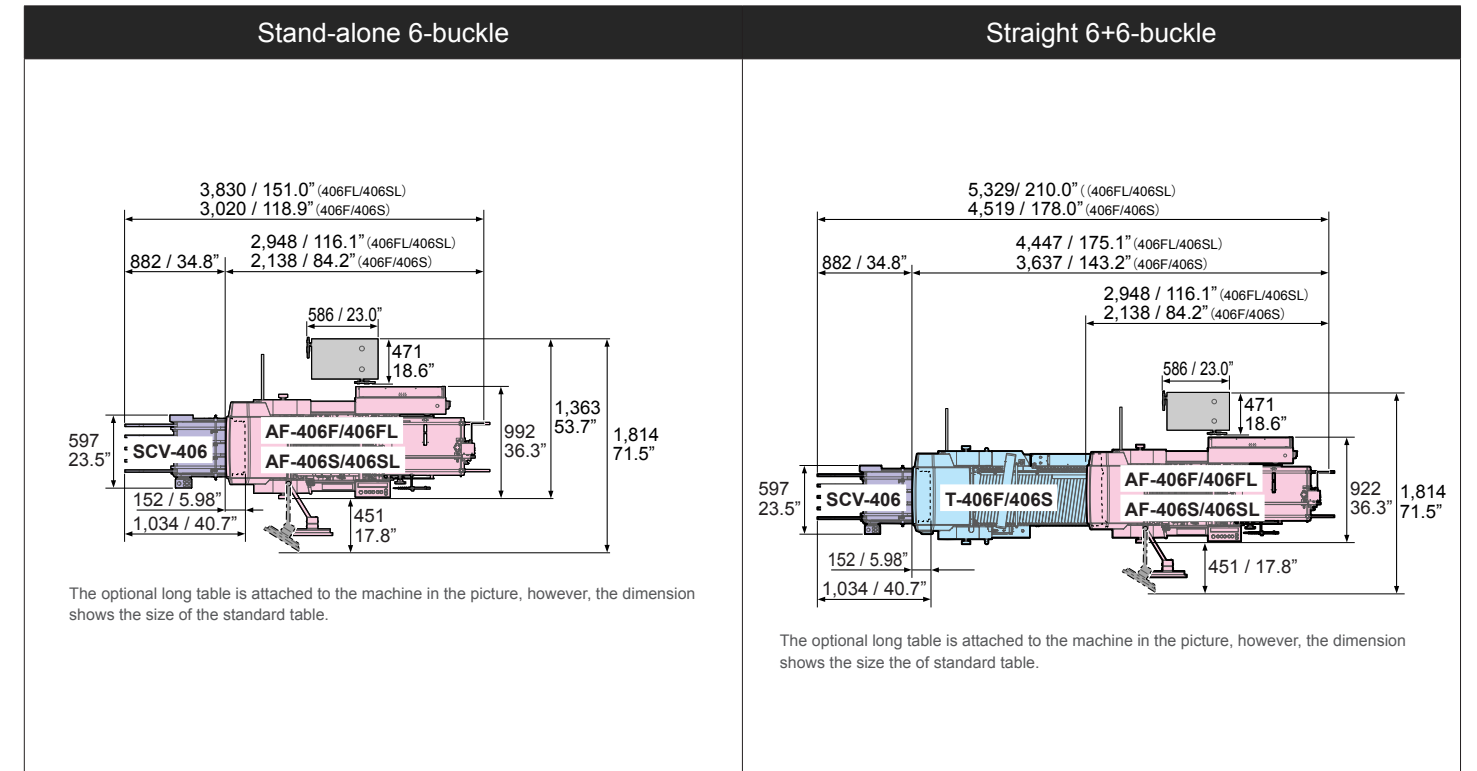 Stand-alone 6-buckle
3,830 / 151.0” (406FL/406SL)
3,020 / 118.9” (406F/406S)
2,948 / 116.1” (406FL/406SL)
882 / 34.8” 2,138 / 84.2” (406F/406S)
586 / 23.0”
471
18.6”
1,363
53.7”
1,814
71.5”
992
36.3”
597
23.5”
SCV-406
AF-406F/406FL
AF-406S/406SL
152 / 5.98”
1,034 / 40.7”
451
17.8”
The optional long table is attached to the machine in the picture, however, the dimension
shows the size of the standard table.
Straight 6+6-buckle
5,329/ 210.0” ((406FL/406SL)
4,519 / 178.0” (406F/406S)
4,447 / 175.1” (406FL/406SL)
882 / 34.8” 3,637 / 143.2” (406F/406S)
2,948 / 116.1” (406FL/406SL)
2,138 / 84.2” (406F/406S)
586 / 23.0”
471
18.6”
597
23.5”
SCV-406
T-406F/406S
AF-406F/406FL
AF-406S/406SL
922
36.3”
1,814
71.5”
152 / 5.98”
1,034 / 40.7”
451 / 17.8”
The optional long table is attached to the machine in the picture, however, the dimension
shows the size the of standard table.